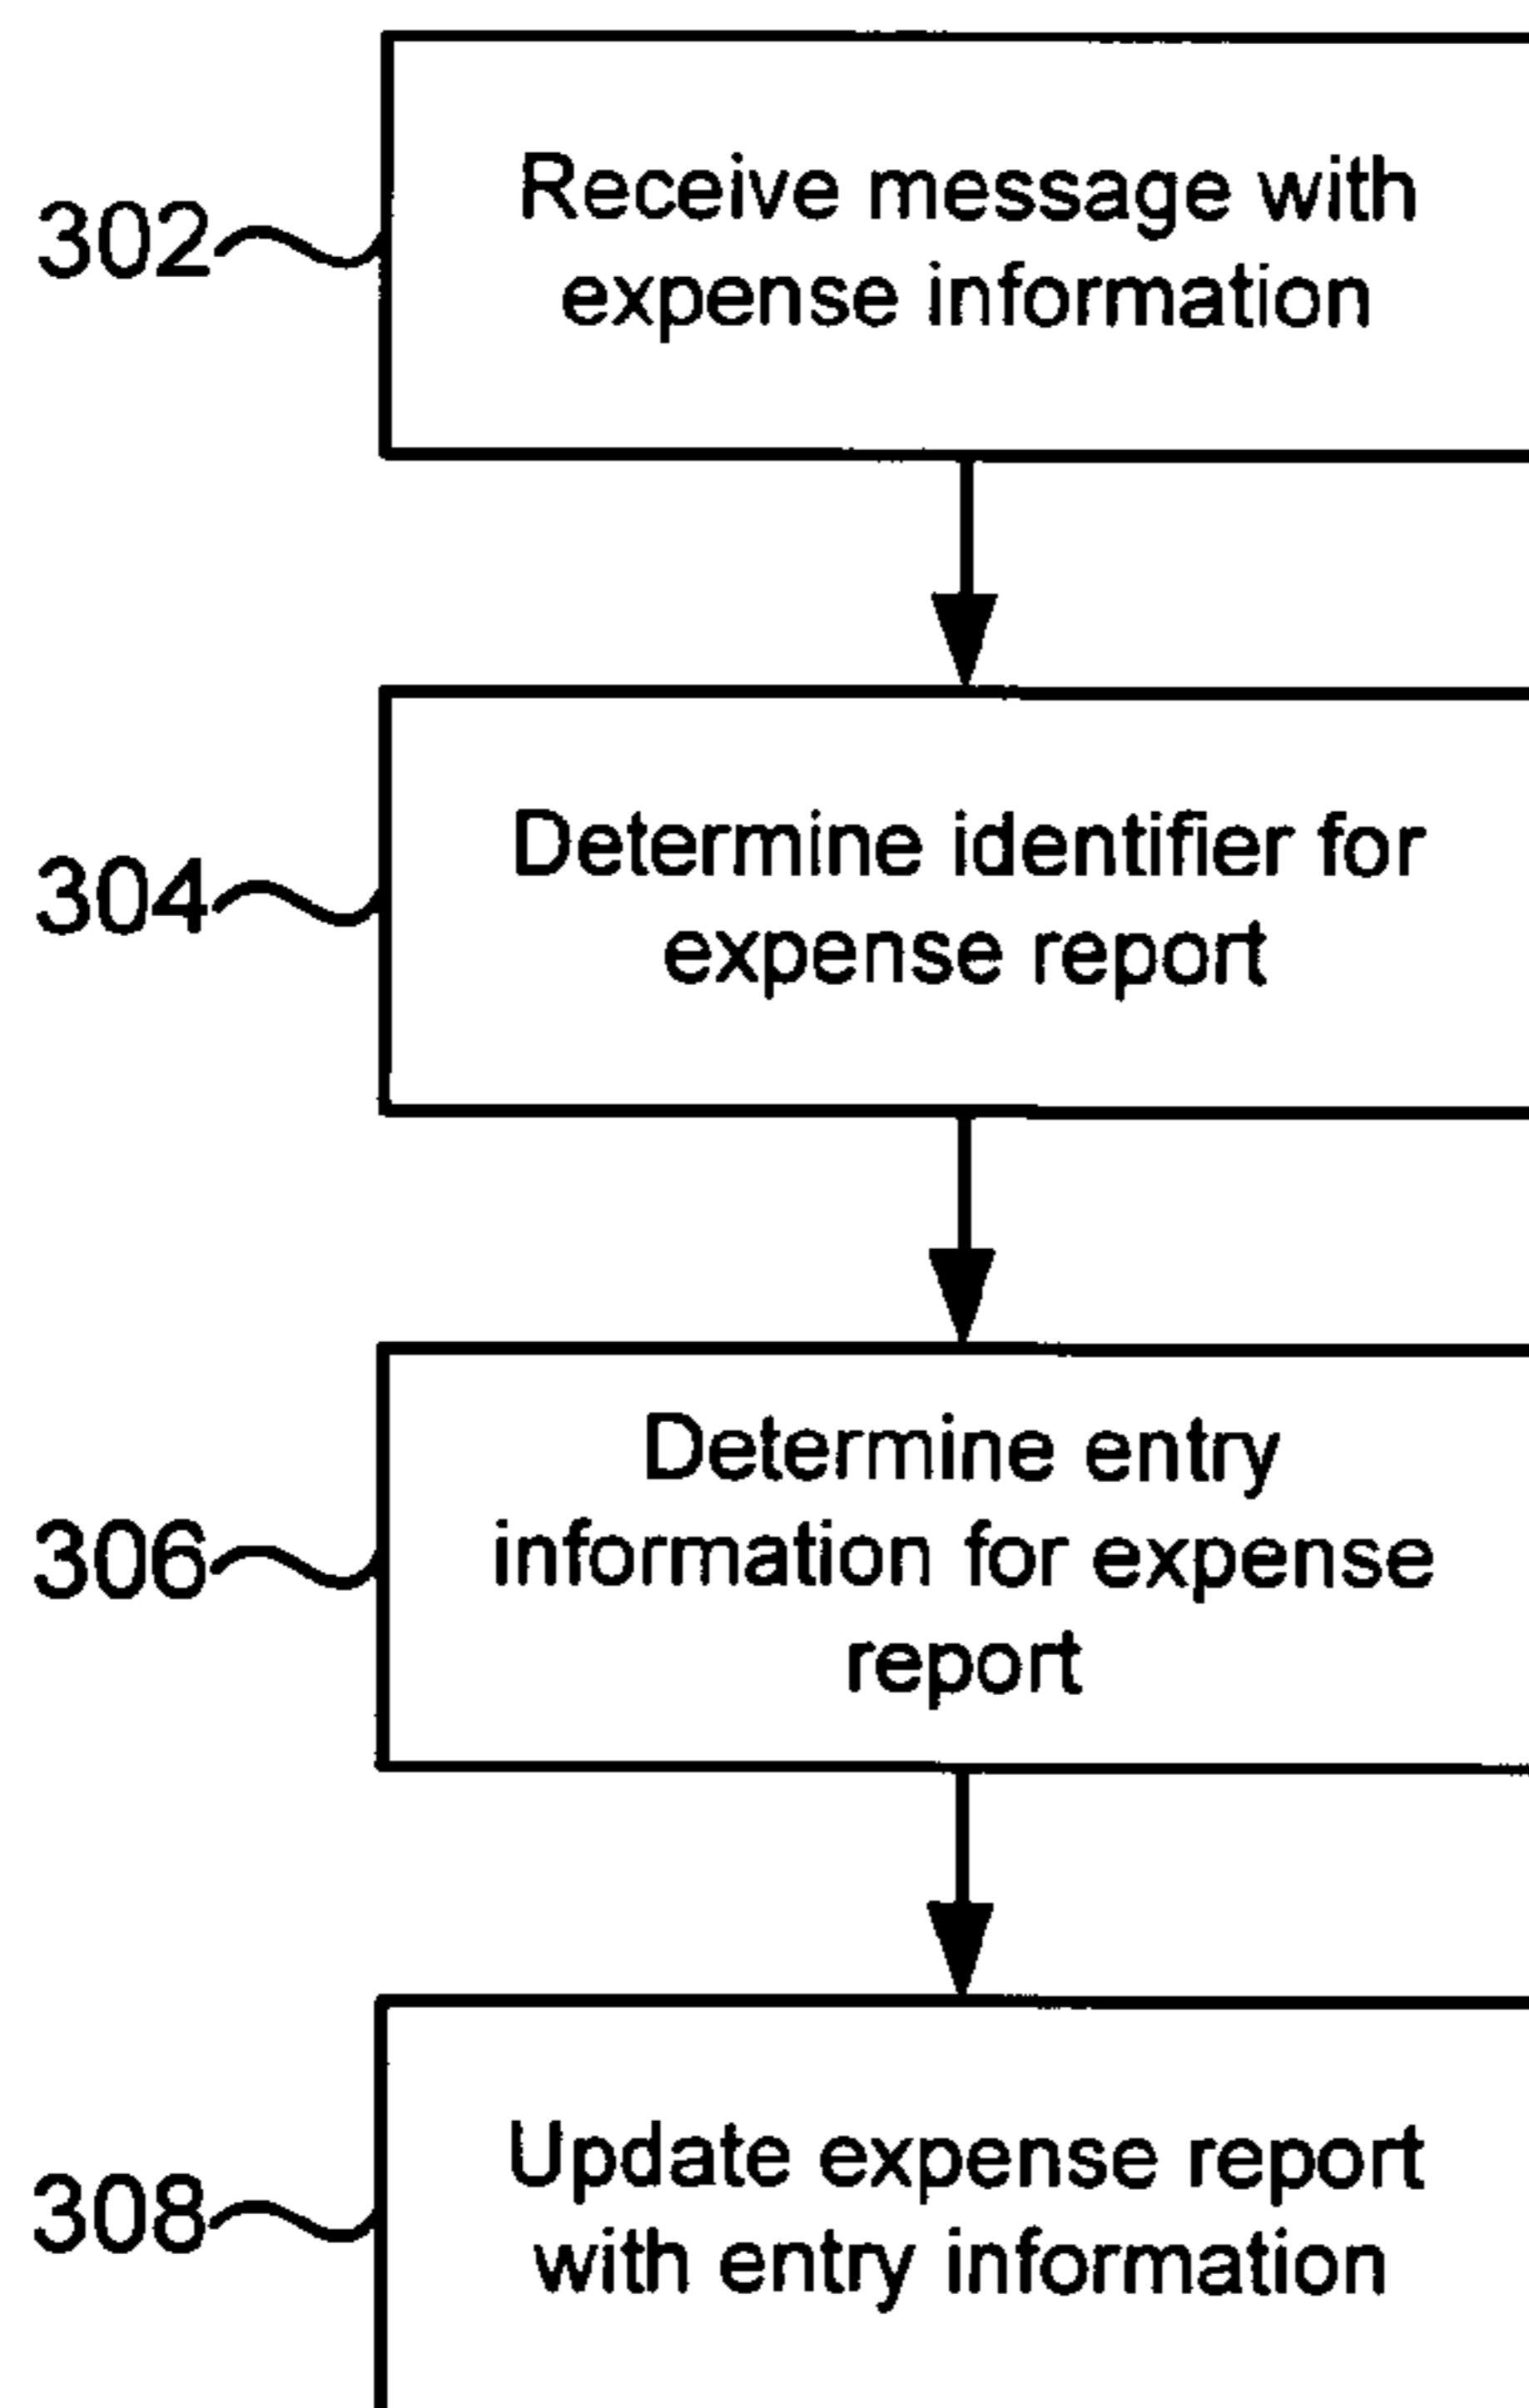 302
Receive message with
expense information
304
Determine identifier for
expense report
306
Determine entry
information for expense
report
308
Update expense report
with entry information